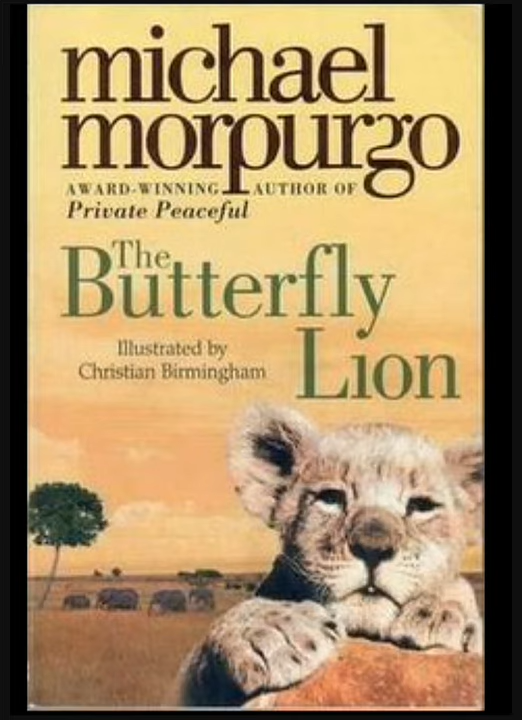 michael
morpurgo
AWARD-WINNING AUTHOR OF
Private Peaceful
The
Butterfly
Lion
Illustrated by
Christian Birmingham